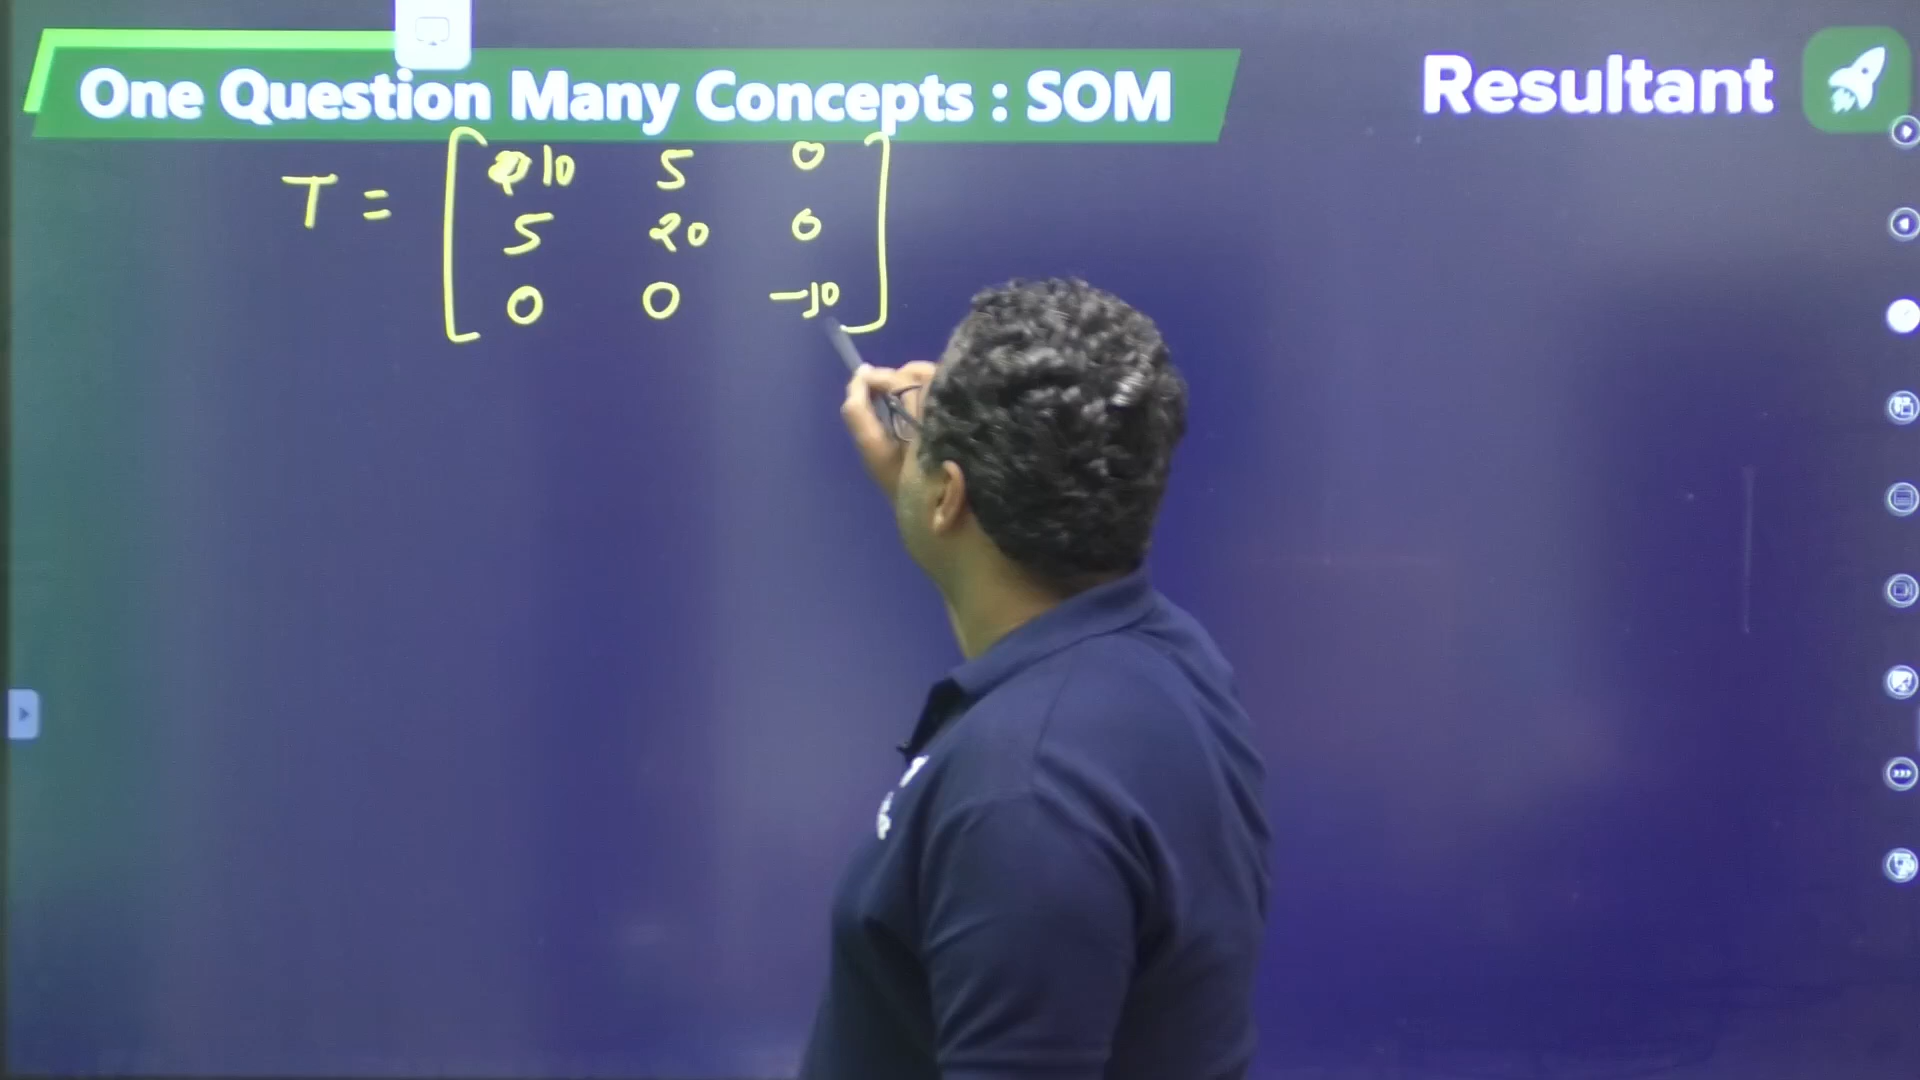 One Question Many Concepts : SOM
Resultant
T = [ 10 5 0
5 20 0
0 0 -10 ]